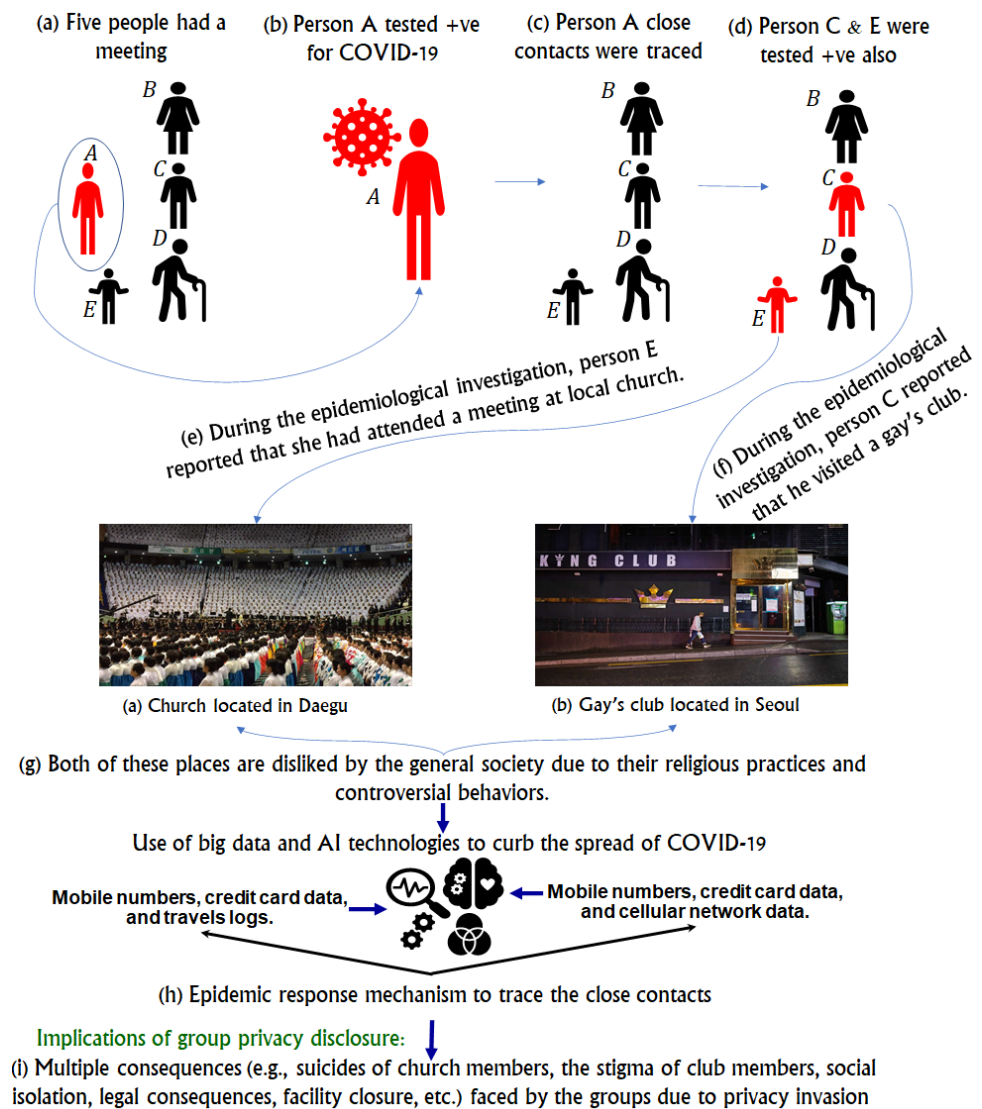 (a) Five people had a
meeting
(b) Person A tested +ve
for COVID-19
(c) Person A close
contacts were traced
(d) Person C & E were
tested +ve also
B
A
C
D
E
A
B
C
D
E
B
C
D
E
(e) During the epidemiological investigation, person E
reported that she had attended a meeting at local church.
(f) During the epidemiological
investigation, person C reported
that he visited a gay's club.
KING CLUB
(a) Church located in Daegu
(b) Gay's club located in Seoul
(g) Both of these places are disliked by the general society due to their religious practices and
controversial behaviors.
Use of big data and AI technologies to curb the spread of COVID-19
Mobile numbers, credit card data,
and travels logs.
Mobile numbers, credit card data,
and cellular network data.
(h) Epidemic response mechanism to trace the close contacts
Implications of group privacy disclosure:
(i) Multiple consequences (e.g., suicides of church members, the stigma of club members, social
isolation, legal consequences, facility closure, etc.) faced by the groups due to privacy invasion